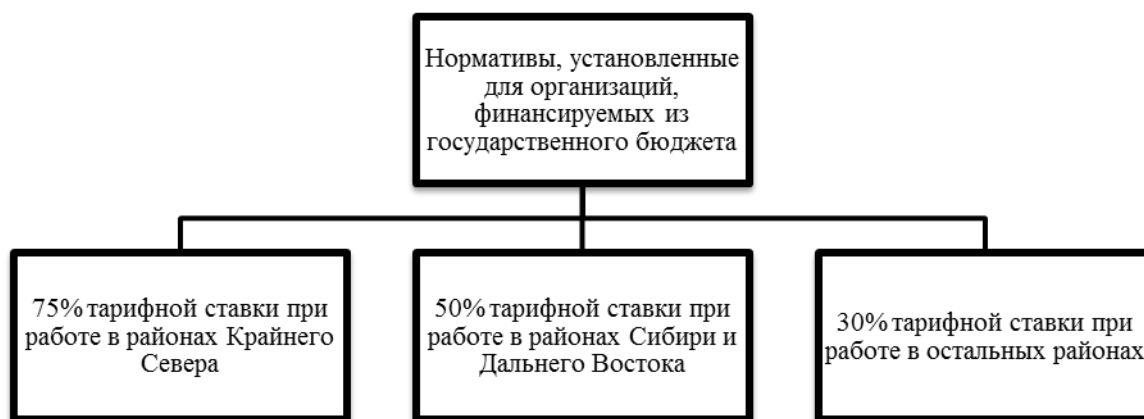 Нормативы, установленные
для организаций,
финансируемых из
государственного бюджета
75% тарифной ставки при
работе в районах Крайнего
Севера
50% тарифной ставки при
работе в районах Сибири и
Дальнего Востока
30% тарифной ставки при
работе в остальных районах